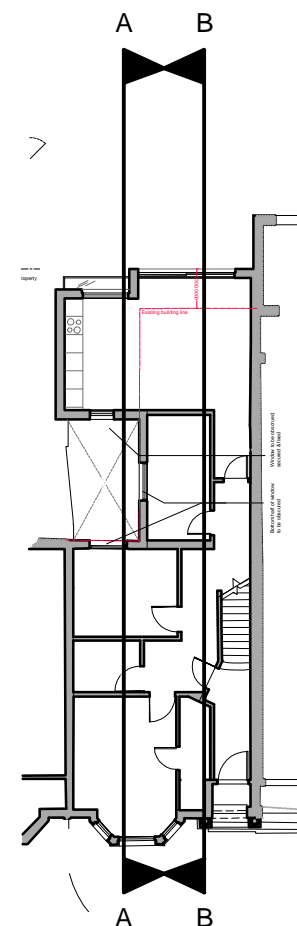 A B
roperty
Existing building line
Window to be obscured,
secured & fixed
Bottom half of window
to be obscured
A B